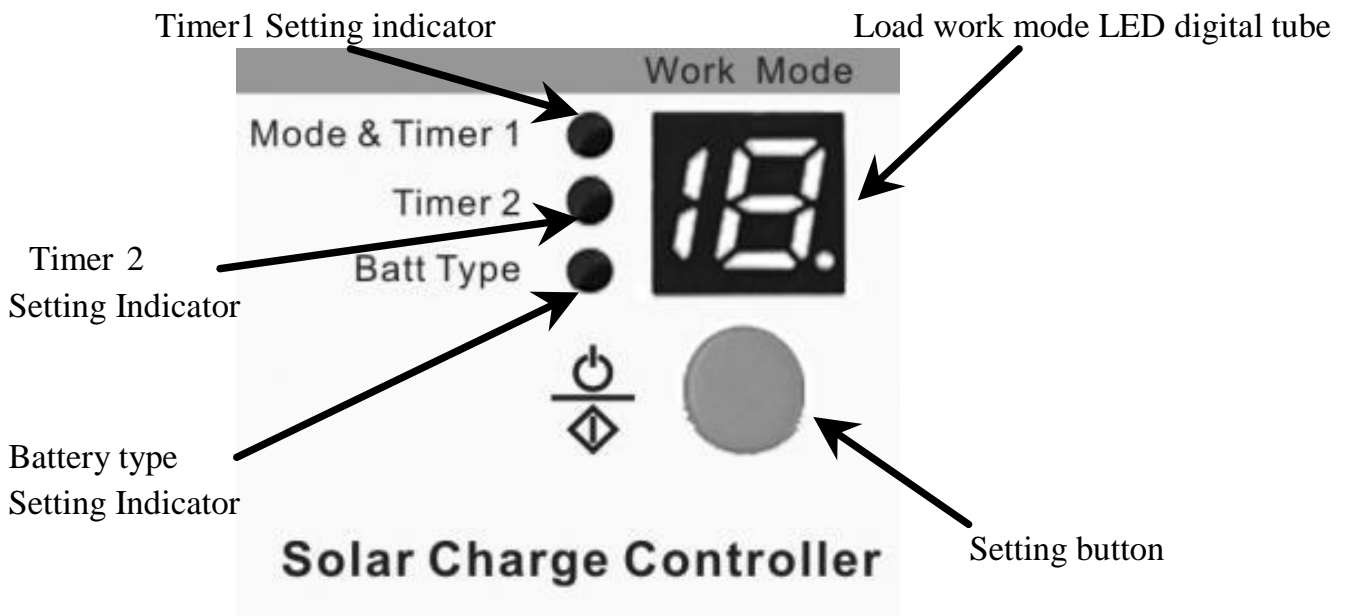 Timer1 Setting indicator
Load work mode LED digital tube
Work Mode
Mode & Timer 1
18.
Timer 2
Timer 2
Setting Indicator
Batt Type
Battery type
Setting Indicator
Setting button
Solar Charge Controller